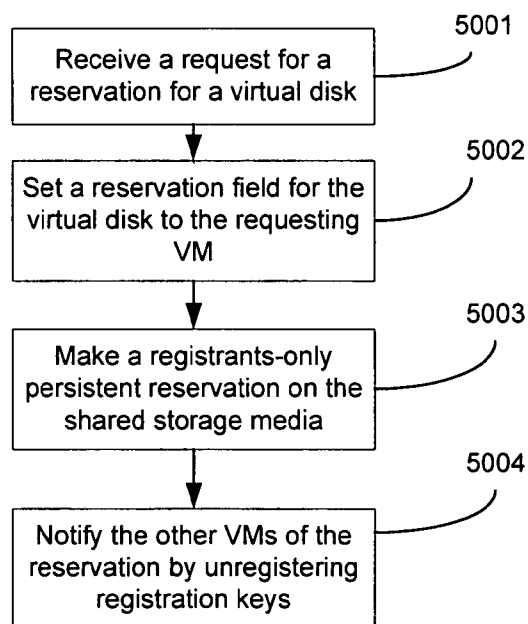 5001
Receive a request for a
reservation for a virtual disk
5002
Set a reservation field for the
virtual disk to the requesting
VM
5003
Make a registrants-only
persistent reservation on the
shared storage media
5004
Notify the other VMs of the
reservation by unregistering
registration keys